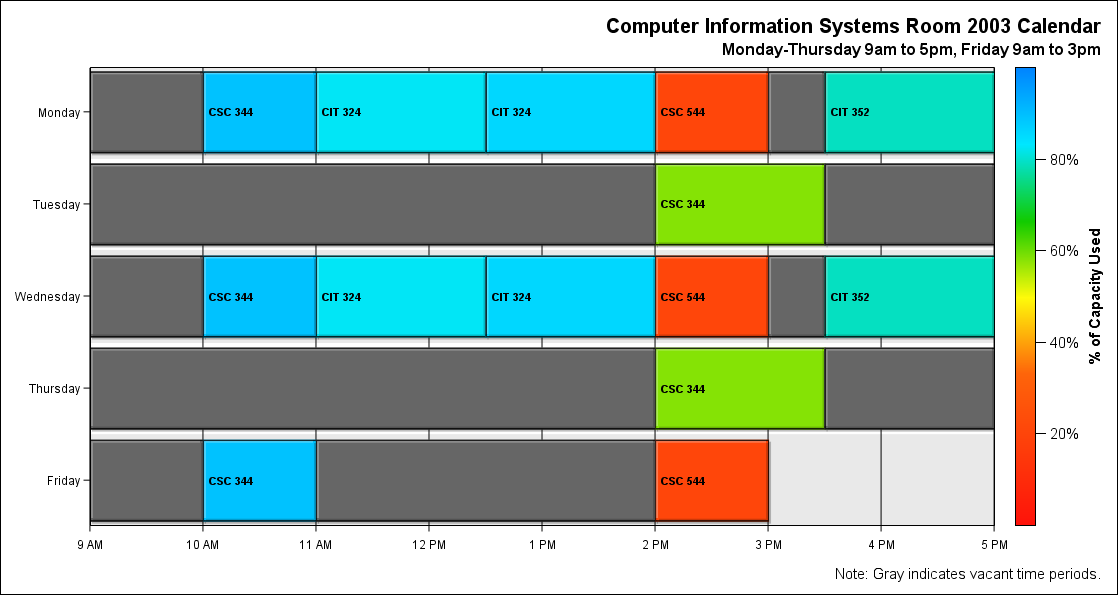 Computer Information Systems Room 2003 Calendar
Monday-Thursday 9am to 5pm, Friday 9am to 3pm
Monday
CSC 344
CIT 324
CIT 324
CSC 544
CIT 352
Tuesday
CSC 344
Wednesday
CSC 344
CIT 324
CIT 324
CSC 544
CIT 352
Thursday
CSC 344
Friday
CSC 344
CSC 544
9 AM
10 AM
11 AM
12 PM
1 PM
2 PM
3 PM
4 PM
5 PM
80%
60%
40%
20%
% of Capacity Used
Note: Gray indicates vacant time periods.